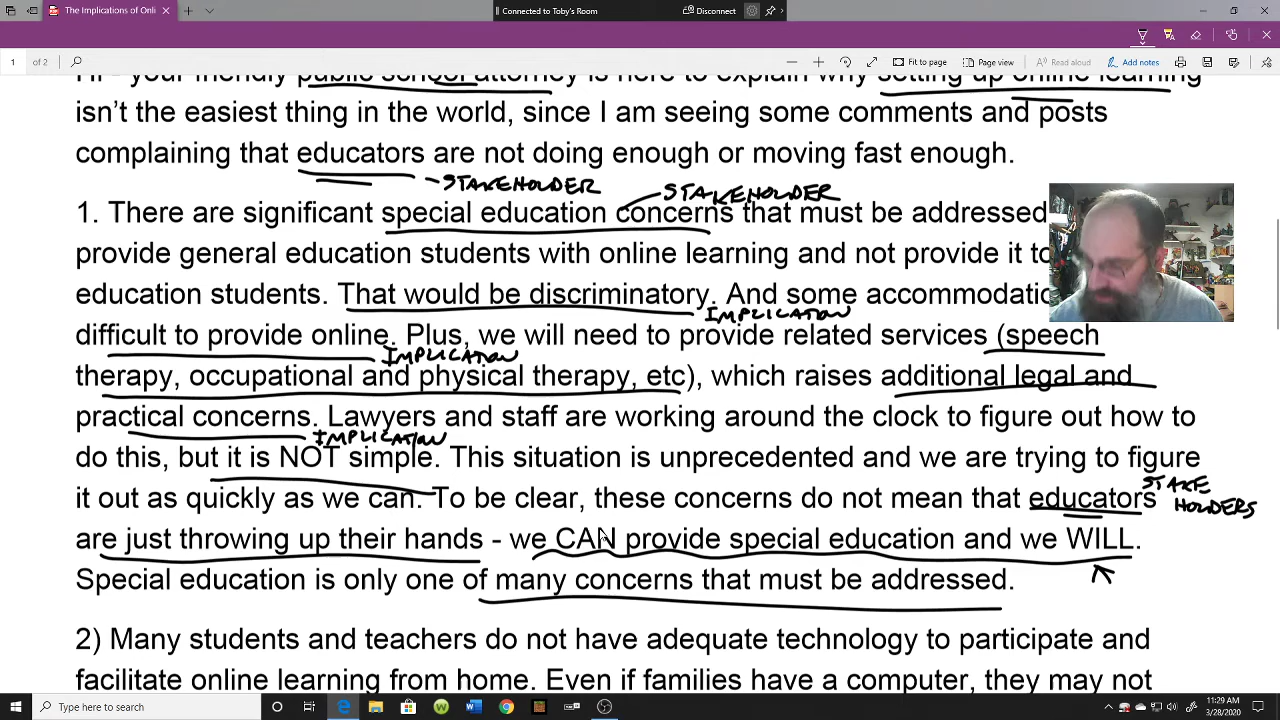 The Implications of Onli
Connected to Toby's Room
Disconnect
1 of 2
Fit to page
Page view
Read aloud
Add notes
Hi - your friendly public school attorney is here to explain why setting up online learning
isn't the easiest thing in the world, since I am seeing some comments and posts
complaining that educators are not doing enough or moving fast enough.
STAKEHOLDER
STAKEHOLDER
1. There are significant special education concerns that must be addressed
provide general education students with online learning and not provide it to
education students. That would be discriminatory. And some
IMPLICATION
difficult to provide online. Plus, we will need to provide related services (speech
IMPLICATION
therapy, occupational and physical therapy, etc), which raises additional legal and
practical concerns. Lawyers and staff are working around the clock to figure out how to
IMPLICATION
do this, but it is NOT simple. This situation is unprecedented and we are trying to figure
it out as quickly as we can. To be clear, these concerns do not mean that educators
STAKE
HOLDERS
are just throwing up their hands - we CAN provide special education and we WILL.
Special education is only one of many concerns that must be addressed.
2) Many students and teachers do not have adequate technology to participate and
facilitate online learning from home. Even if families have a computer, they may not
Type here to search
11:29 AM
3/28/2020